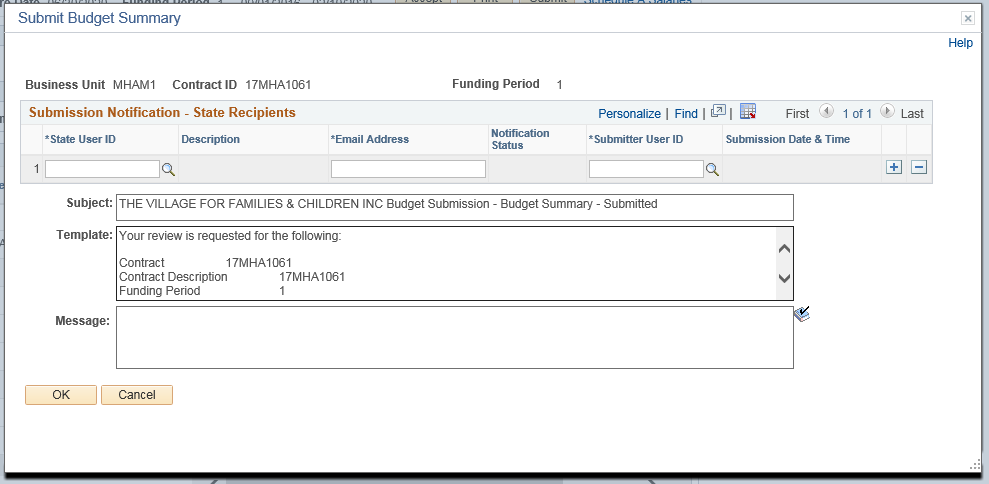 Submit Budget Summary
Help
Business Unit MHAM1 Contract ID 17MHA1061 Funding Period 1
Submission Notification - State Recipients Personalize | Find | | First 1 of 1 Last
*State User ID Description *Email Address Notification Status *Submitter User ID Submission Date & Time
1
Subject: THE VILLAGE FOR FAMILIES & CHILDREN INC Budget Submission - Budget Summary - Submitted
Template: Your review is requested for the following:
Contract 17MHA1061
Contract Description 17MHA1061
Funding Period 1
Message:
OK Cancel